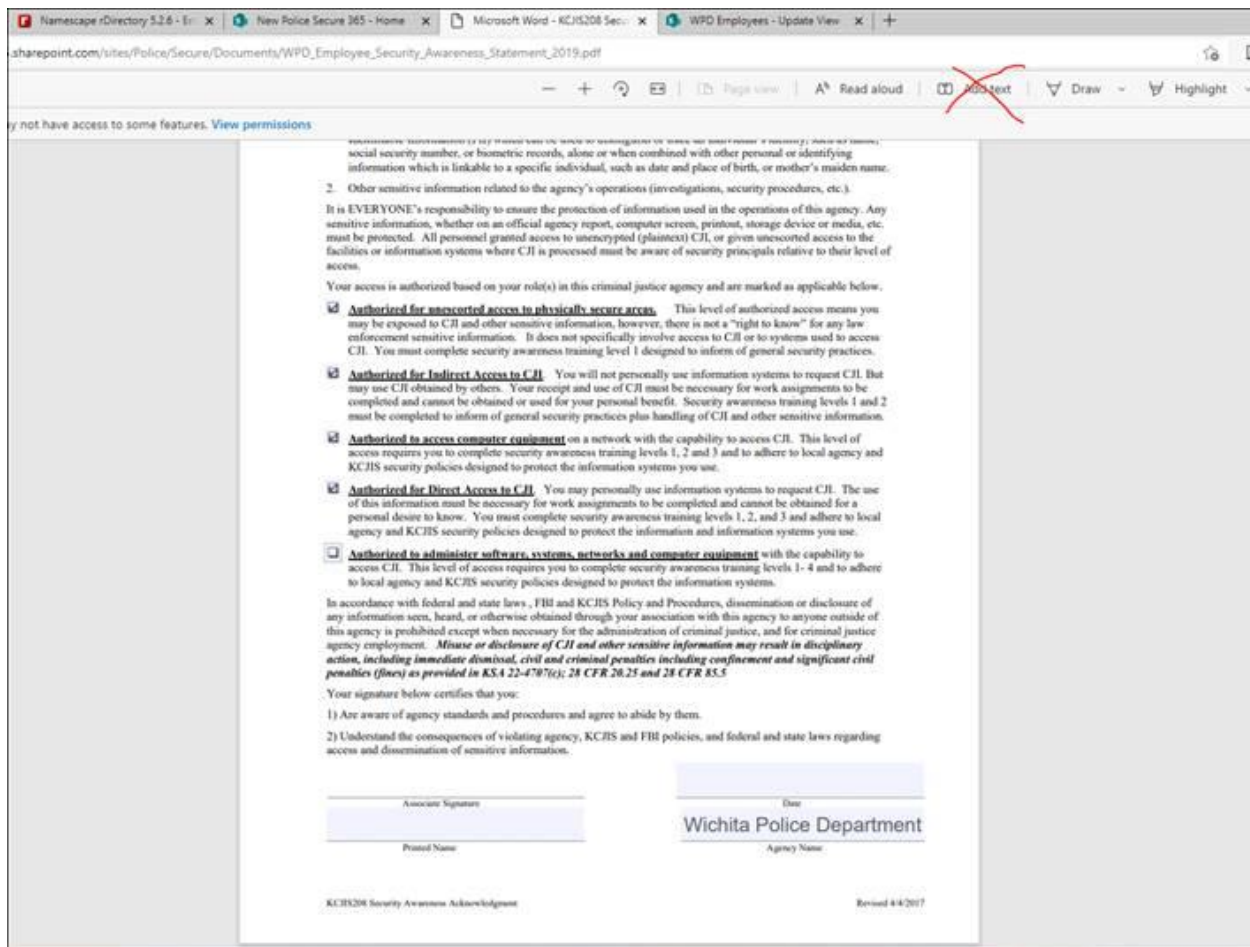 Namescape rDirectory 5.2.6 - E
New Police Secure 365 - Home
Microsoft Word - KCJIS208 Sec
WPD Employees - Update View
.sharepoint.com/sites/Police/Secure/Documents/WPD_Employee_Security_Awareness_Statement_2019.pdf
Page view
Read aloud
Add text
Draw
Highlight
y not have access to some features. View permissions
social security number, or biometric records, alone or when combined with other personal or identifying
information which is linkable to a specific individual, such as date and place of birth, or mother's maiden name.
2. Other sensitive information related to the agency's operations (investigations, security procedures, etc.).
It is EVERYONE's responsibility to ensure the protection of information used in the operations of this agency. Any
sensitive information, whether on an official agency report, computer screen, printout, storage device or media, etc.
must be protected. All personnel granted access to unencrypted (plaintext) CJI, or given unescorted access to the
facilities or information systems where CJI is processed must be aware of security principals relative to their level of
access.
Your access is authorized based on your role(s) in this criminal justice agency and are marked as applicable below.
Authorized for unescorted access to physically secure areas. This level of authorized access means you
may be exposed to CJI and other sensitive information, however, there is not a "right to know" for any law
enforcement sensitive information. It does not specifically involve access to CJI or to systems used to access
CJI. You must complete security awareness training level 1 designed to inform of general security practices.
Authorized for Indirect Access to CJI. You will not personally use information systems to request CJI. But
may use CJI obtained by others. Your receipt and use of CJI must be necessary for work assignments to be
completed and cannot be obtained or used for your personal benefit. Security awareness training levels 1 and 2
must be completed to inform of general security practices plus handling of CJI and other sensitive information.
Authorized to access computer equipment on a network with the capability to access CJI. This level of
access requires you to complete security awareness training levels 1, 2 and 3 and to adhere to local agency and
KCJIS security policies designed to protect the information systems you use.
Authorized for Direct Access to CJI. You may personally use information systems to request CJI. The use
of this information must be necessary for work assignments to be completed and cannot be obtained for a
personal desire to know. You must complete security awareness training levels 1, 2, and 3 and adhere to local
agency and KCJIS security policies designed to protect the information and information systems you use.
Authorized to administer software, systems, networks and computer equipment with the capability to
access CJI. This level of access requires you to complete security awareness training levels 1- 4 and to adhere
to local agency and KCJIS security policies designed to protect the information systems.
In accordance with federal and state laws , FBI and KCJIS Policy and Procedures, dissemination or disclosure of
any information seen, heard, or otherwise obtained through your association with this agency to anyone outside of
this agency is prohibited except when necessary for the administration of criminal justice, and for criminal justice
agency employment. Misuse or disclosure of CJI and other sensitive information may result in disciplinary
action, including immediate dismissal, civil and criminal penalties including confinement and significant civil
penalties (fines) as provided in KSA 22-4707(c); 28 CFR 20.25 and 28 CFR 85.5
Your signature below certifies that you:
1) Are aware of agency standards and procedures and agree to abide by them.
2) Understand the consequences of violating agency, KCJIS and FBI policies, and federal and state laws regarding
access and dissemination of sensitive information.
Associate Signature
Date
Wichita Police Department
Printed Name
Agency Name
KCJIS208 Security Awareness Acknowledgment
Revised 4/4/2017